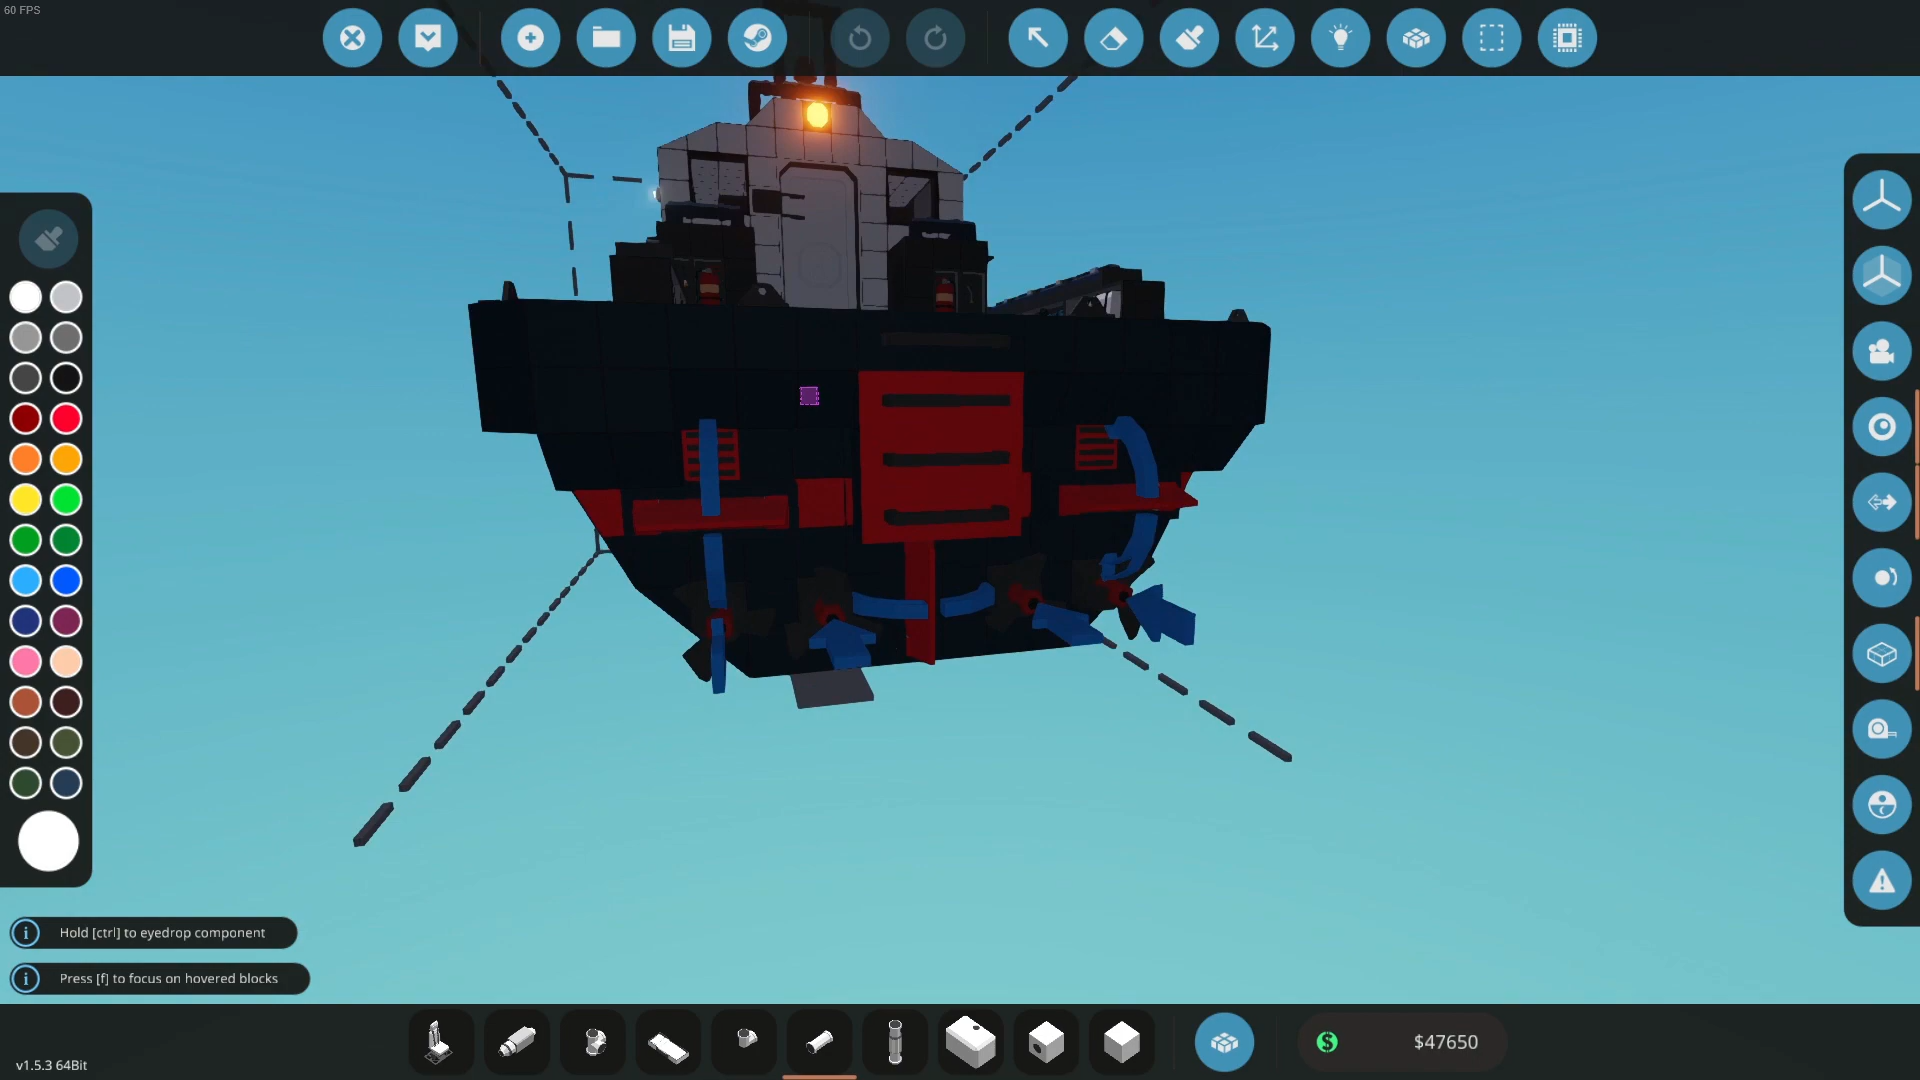 60 FPS
Hold [ctrl] to eyedrop component
Press [f] to focus on hovered blocks
v1.5.3 64Bit
$47650